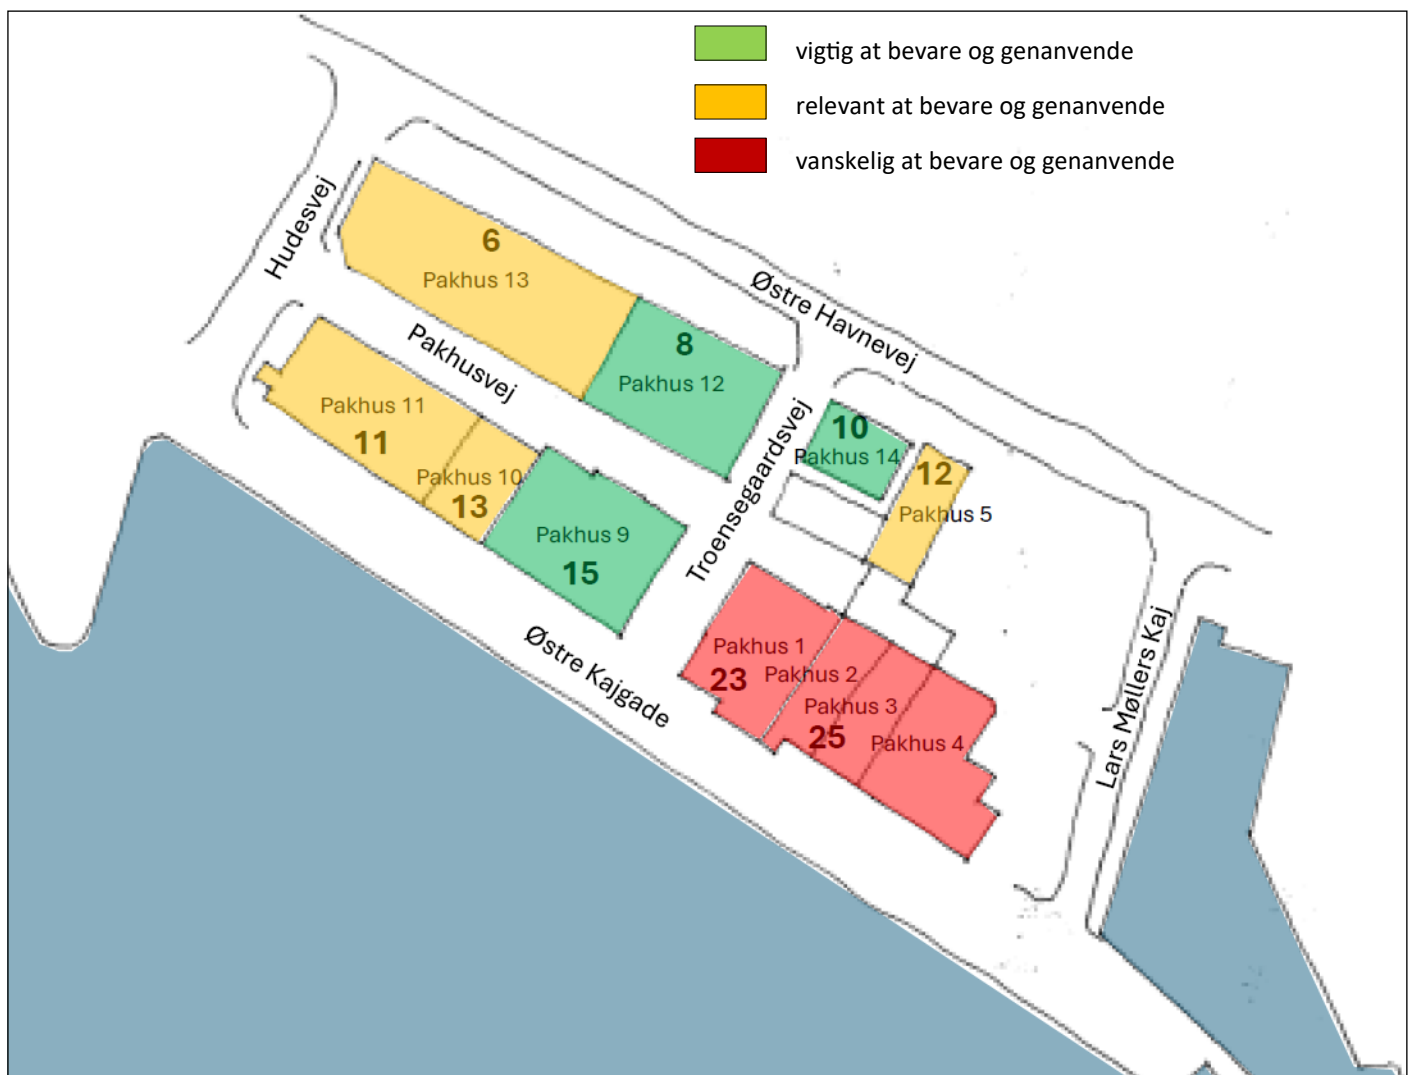 vigtig at bevare og genanvende
relevant at bevare og genanvende
vanskelig at bevare og genanvende
Hudesvej
6
Pakhus 13
Østre Havnevej
8
Pakhus 12
Pakhusvej
Pakhus 11
11
Pakhus 10
13
Pakhus 9
15
Troensegaardsvej
10
Pakhus 14
12
Pakhus 5
Østre Kajgade
Pakhus 1
23
Pakhus 2
Pakhus 3
25
Pakhus 4
Lars Møllers Kaj